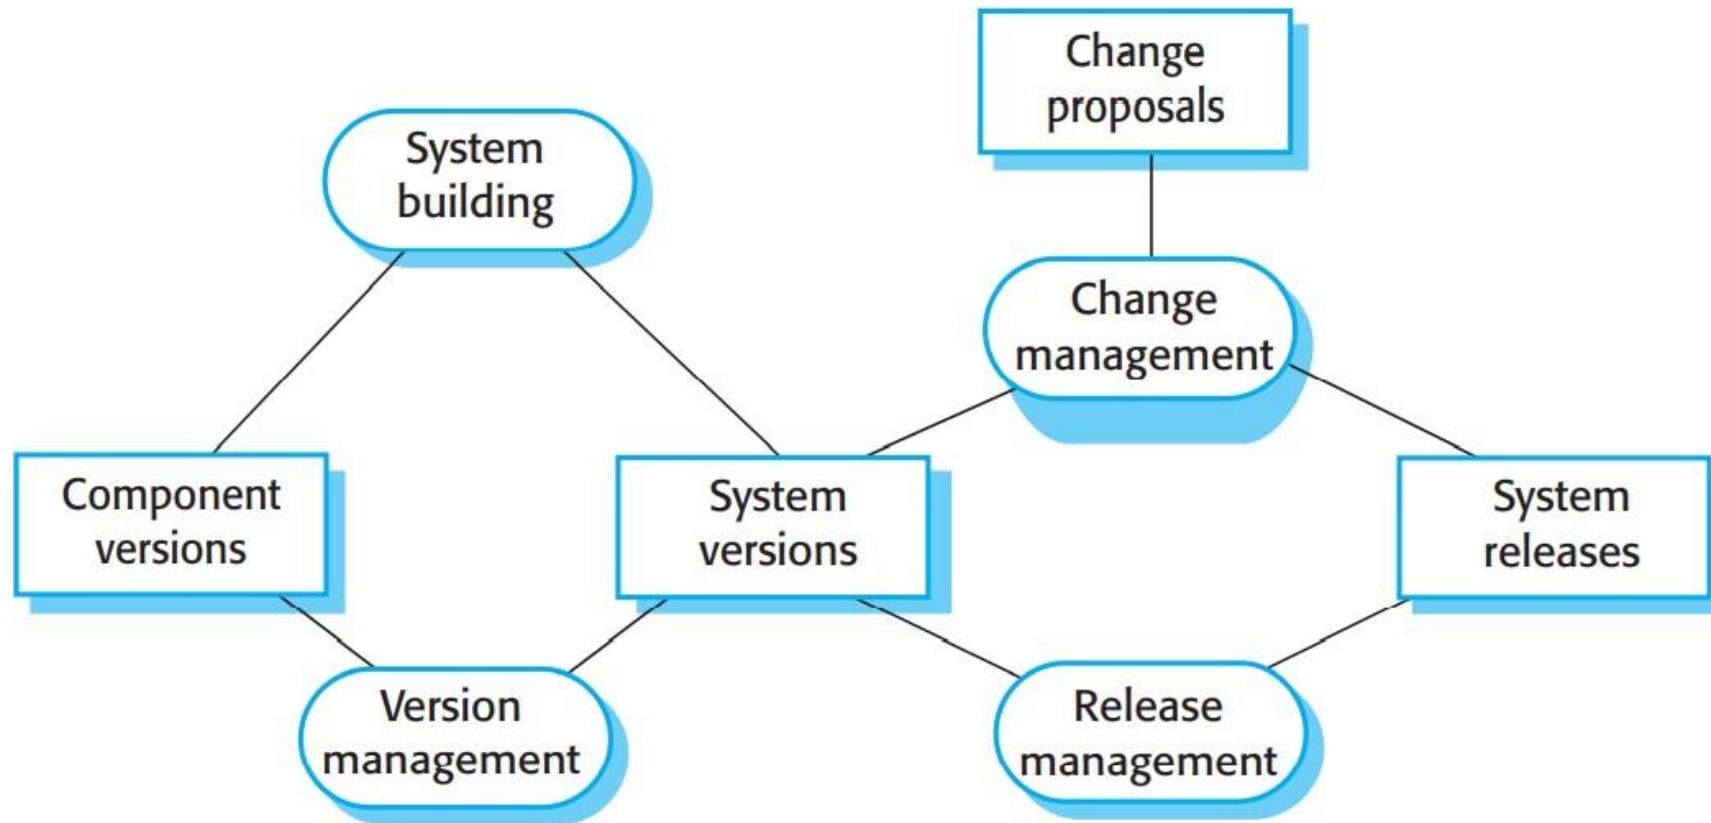 Change
proposals
System
building
Change
management
Component
versions
System
versions
System
releases
Version
management
Release
management